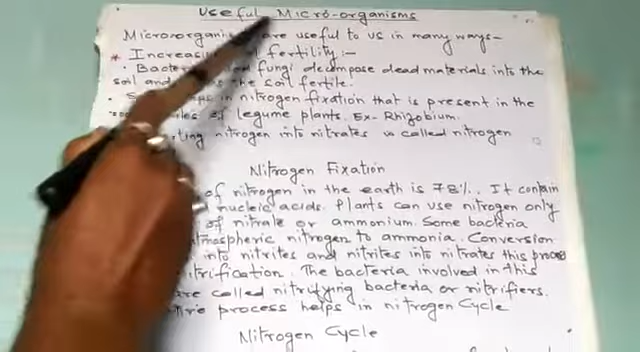 Useful Micro-organisms
Microorgani are useful to us in many ways-
* Increasi l fertility:-
Bacter d fungi decompose dead materials into the
soil and the soil fertile.
in nitrogen fixation that is present in the
of legume plants. Ex- Rhizobium.
ting nitrogen into nitrates is called nitrogen
Nitrogen Fixation
of nitrogen in the earth is 78%. It contain
nucleic acids. Plants can use nitrogen only
of nitrate or ammonium. Some bacteria
atmospheric nitrogen to ammonia. Conversion
into nitrites and nitrites into nitrates this process
itrification. The bacteria involved in this
are called nitrifying bacteria or nitrifiers.
process helps in nitrogen Cycle
Nitrogen Cycle